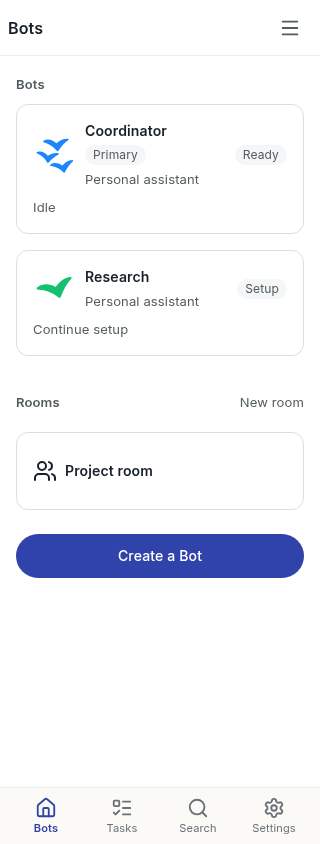 Bots
Bots
Coordinator
Primary
Ready
Personal assistant
Idle
Research
Personal assistant
Setup
Continue setup
Rooms
New room
Project room
Create a Bot
Bots
Tasks
Search
Settings